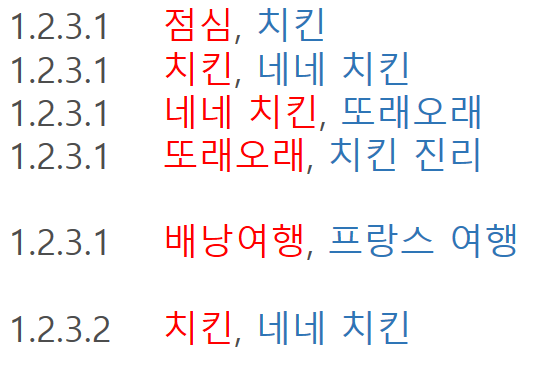 1.2.3.1 점심, 치킨
1.2.3.1 치킨, 네네 치킨
1.2.3.1 네네 치킨, 또래오래
1.2.3.1 또래오래, 치킨 진리
1.2.3.1 배낭여행, 프랑스 여행
1.2.3.2 치킨, 네네 치킨